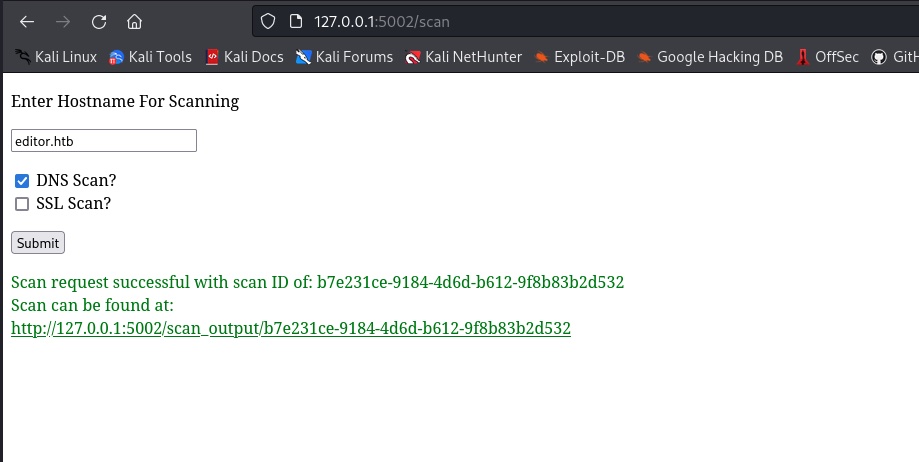 127.0.0.1:5002/scan
Kali Linux Kali Tools Kali Docs Kali Forums Kali NetHunter Exploit-DB Google Hacking DB OffSec GitH
Enter Hostname For Scanning
editor.htb
DNS Scan?
SSL Scan?
Submit
Scan request successful with scan ID of: b7e231ce-9184-4d6d-b612-9f8b83b2d532
Scan can be found at:
http://127.0.0.1:5002/scan_output/b7e231ce-9184-4d6d-b612-9f8b83b2d532